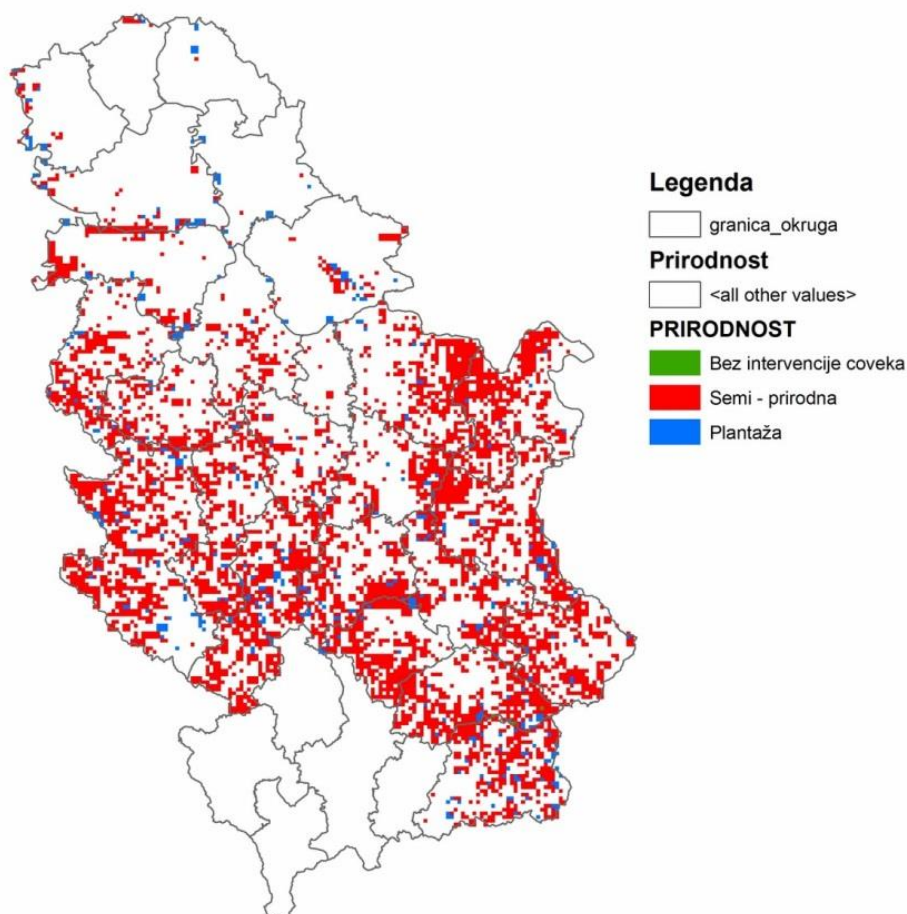 Legenda
granica_okruga
Prirodnost
<all other values>
PRIRODNOST
Bez intervencije coveka
Semi - prirodna
Plantaža